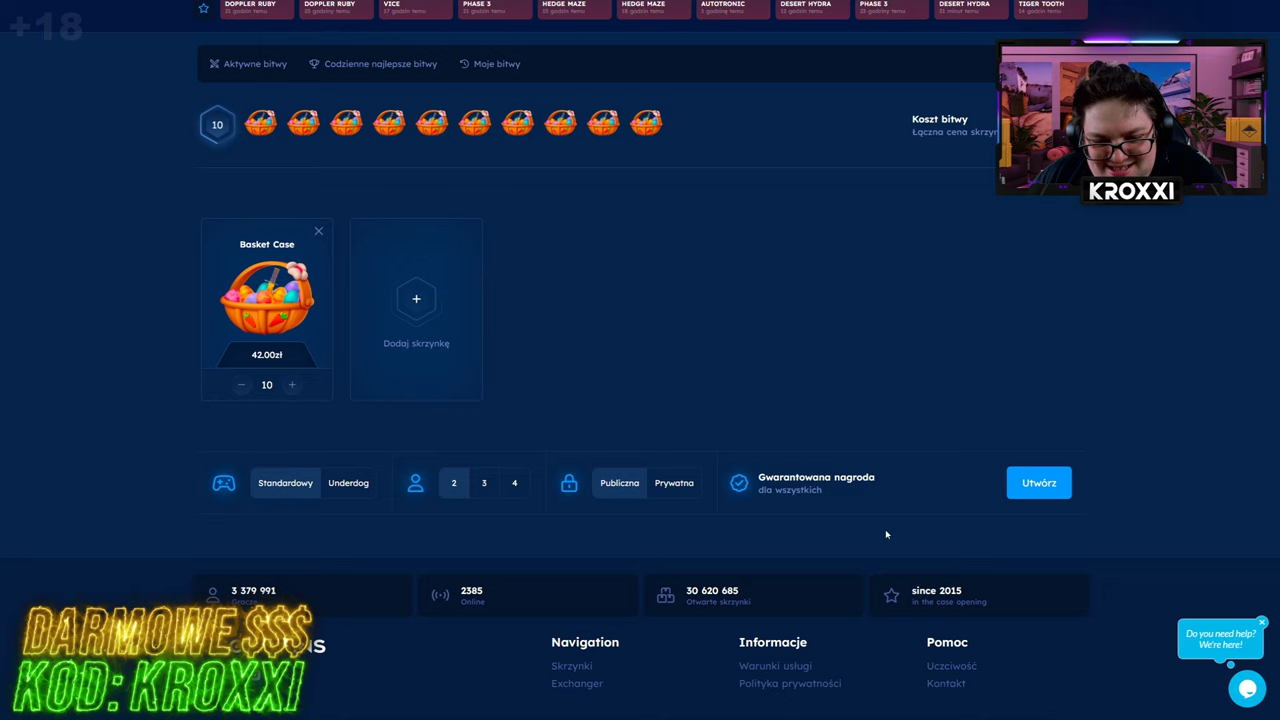 +18
DOPPLER RUBY
DOPPLER RUBY
VICE
PHASE 3
HEDGE MAZE
HEDGE MAZE
AUTOTRONIC
DESERT HYDRA
PHASE 3
DESERT HYDRA
TIGER TOOTH
Aktywne bitwy
Codzienne najlepsze bitwy
Moje bitwy
10
Koszt bitwy
Łączna cena skrzyn
KROXXI
Basket Case
42.00zł
10
Dodaj skrzynkę
Standardowy
Underdog
2
3
4
Publiczna
Prywatna
Gwarantowana nagroda
dla wszystkich
Utwórz
3 379 991
Gracze
2385
Online
30 620 685
Otwarte skrzynki
since 2015
in the case opening
DARMOWE $$$
KOD: KROXXI
Navigation
Skrzynki
Exchanger
Informacje
Warunki usługi
Polityka prywatności
Pomoc
Uczciwość
Kontakt
Do you need help?
We're here!